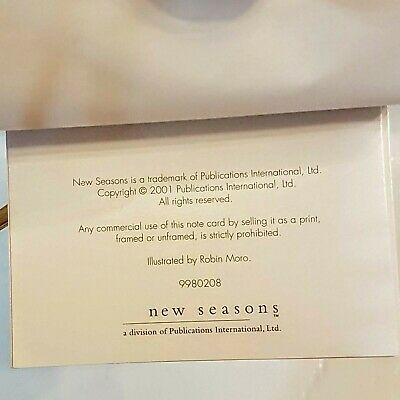 New Seasons is a trademark of Publications International, Ltd.
Copyright © 2001 Publications International, Ltd.
All rights reserved.
Any commercial use of this note card by selling it as a print,
framed or unframed, is strictly prohibited.
Illustrated by Robin Moro.
9980208
new seasons™
a division of Publications International, Ltd.